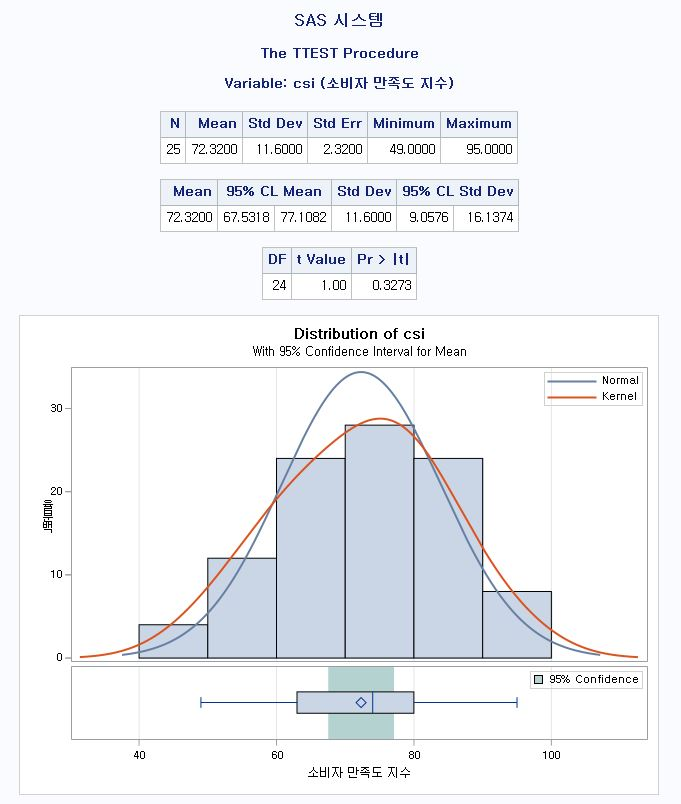 SAS 시스템
The TTEST Procedure
Variable: csi (소비자 만족도 지수)
N Mean Std Dev Std Err Minimum Maximum
25 72.3200 11.6000 2.3200 49.0000 95.0000
Mean 95% CL Mean Std Dev 95% CL Std Dev
72.3200 67.5318 77.1082 11.6000 9.0576 16.1374
DF t Value Pr > |t|
24 1.00 0.3273
Distribution of csi
With 95% Confidence Interval for Mean
Normal
Kernel
30
20
10
0
95% Confidence
40 60 80 100
소비자 만족도 지수